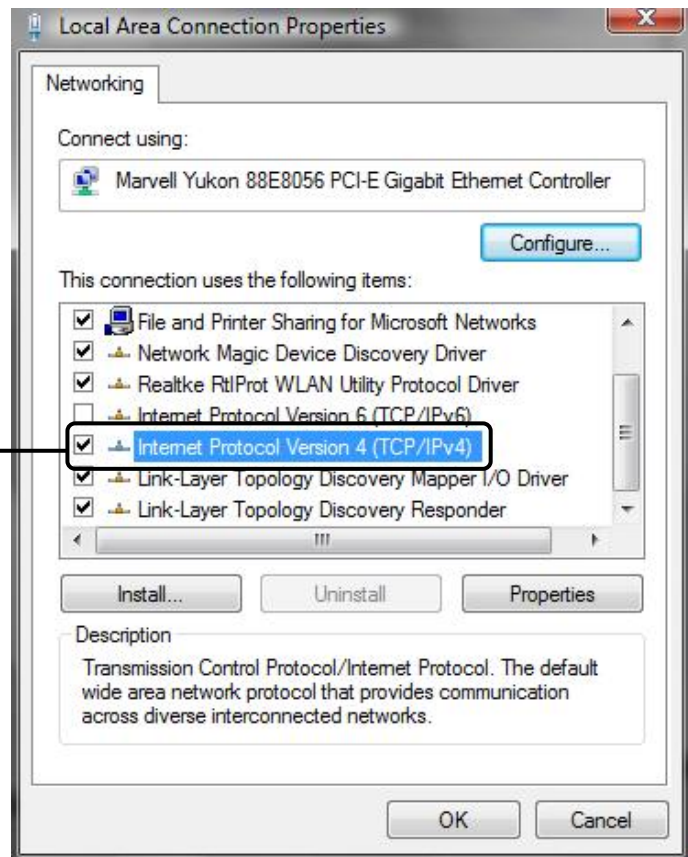 Local Area Connection Properties
Networking
Connect using:
Marvell Yukon 88E8056 PCI-E Gigabit Ethernet Controller
Configure...
This connection uses the following items:
File and Printer Sharing for Microsoft Networks
Network Magic Device Discovery Driver
Realtke RtlProt WLAN Utility Protocol Driver
Internet Protocol Version 6 (TCP/IPv6)
Internet Protocol Version 4 (TCP/IPv4)
Link-Layer Topology Discovery Mapper I/O Driver
Link-Layer Topology Discovery Responder
Install... Uninstall Properties
Description
Transmission Control Protocol/Internet Protocol. The default
wide area network protocol that provides communication
across diverse interconnected networks.
OK Cancel